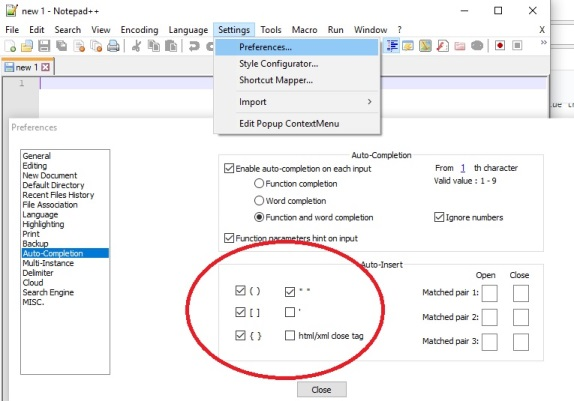 new 1 - Notepad++
File Edit Search View Encoding Language Settings Tools Macro Run Window ? X
new 1
1
Preferences...
Style Configurator...
Shortcut Mapper...
Import
Edit Popup ContextMenu
Preferences
General
Editing
New Document
Default Directory
Recent Files History
File Association
Language
Highlighting
Print
Backup
Auto-Completion
Multi-Instance
Delimiter
Cloud
Search Engine
MISC.
Auto-Completion
Enable auto-completion on each input
From 1 th character
Valid value : 1 - 9
Function completion
Word completion
Function and word completion
Ignore numbers
Function parameters hint on input
Auto-Insert
Open Close
( ) " "
[ ] '
{ } html/xml close tag
Matched pair 1:
Matched pair 2:
Matched pair 3:
Close